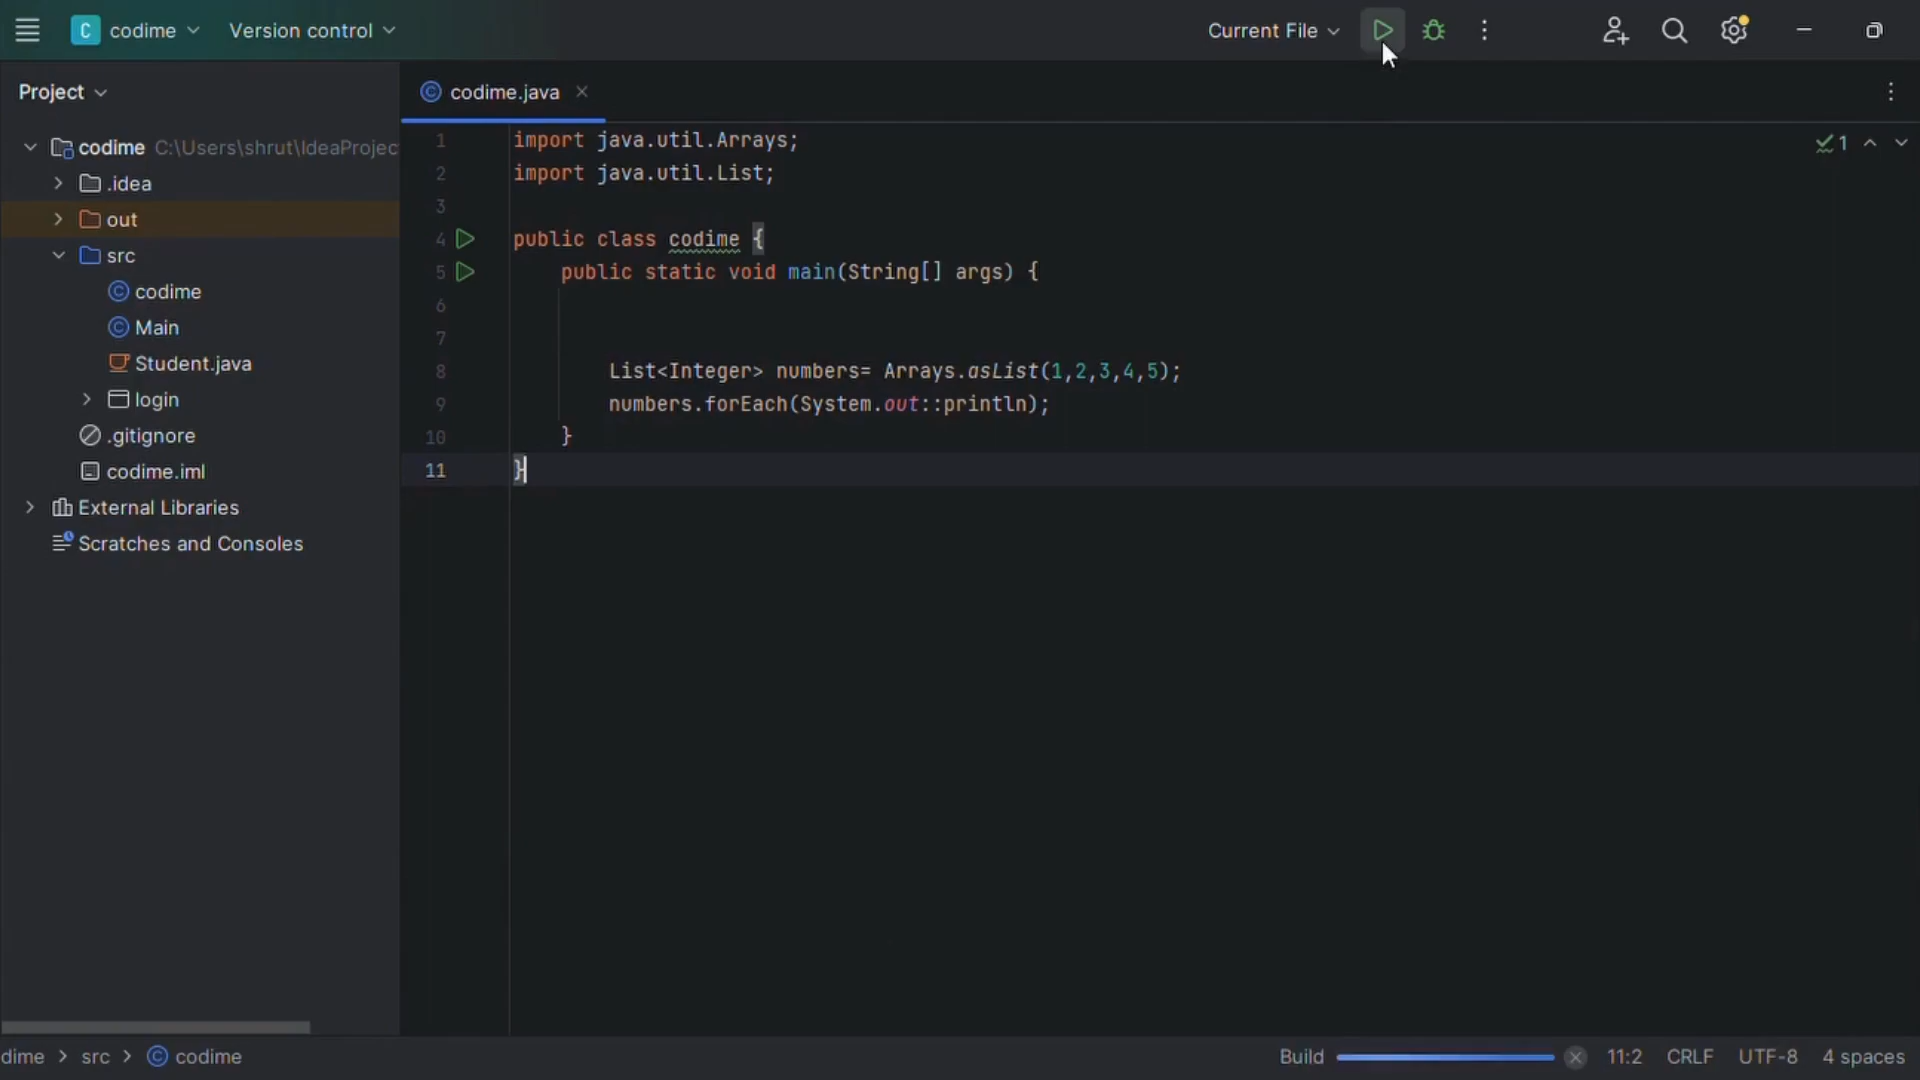 C codime Version control Current File
Project codime.java
codime C:\Users\shrut\IdeaProjec
.idea
out
src
codime
Main
Student.java
login
.gitignore
codime.iml
External Libraries
Scratches and Consoles
1 import java.util.Arrays;
2 import java.util.List;
3
4 public class codime {
5 public static void main(String[] args) {
6
7
8 List<Integer> numbers= Arrays.asList(1,2,3,4,5);
9 numbers.forEach(System.out::println);
10 }
11 }
1
dime > src > codime Build 11:2 CRLF UTF-8 4 spaces